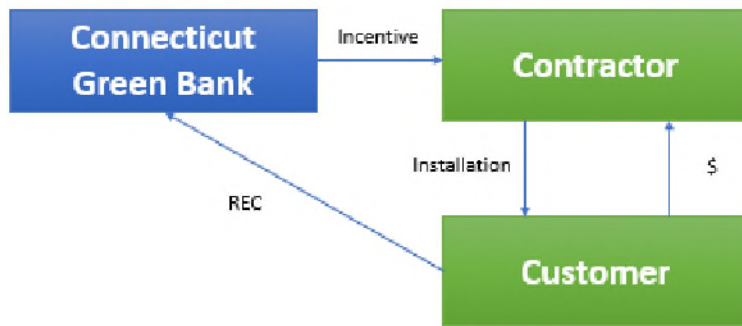 Connecticut
Green Bank
Incentive
Contractor
Installation
$
REC
Customer